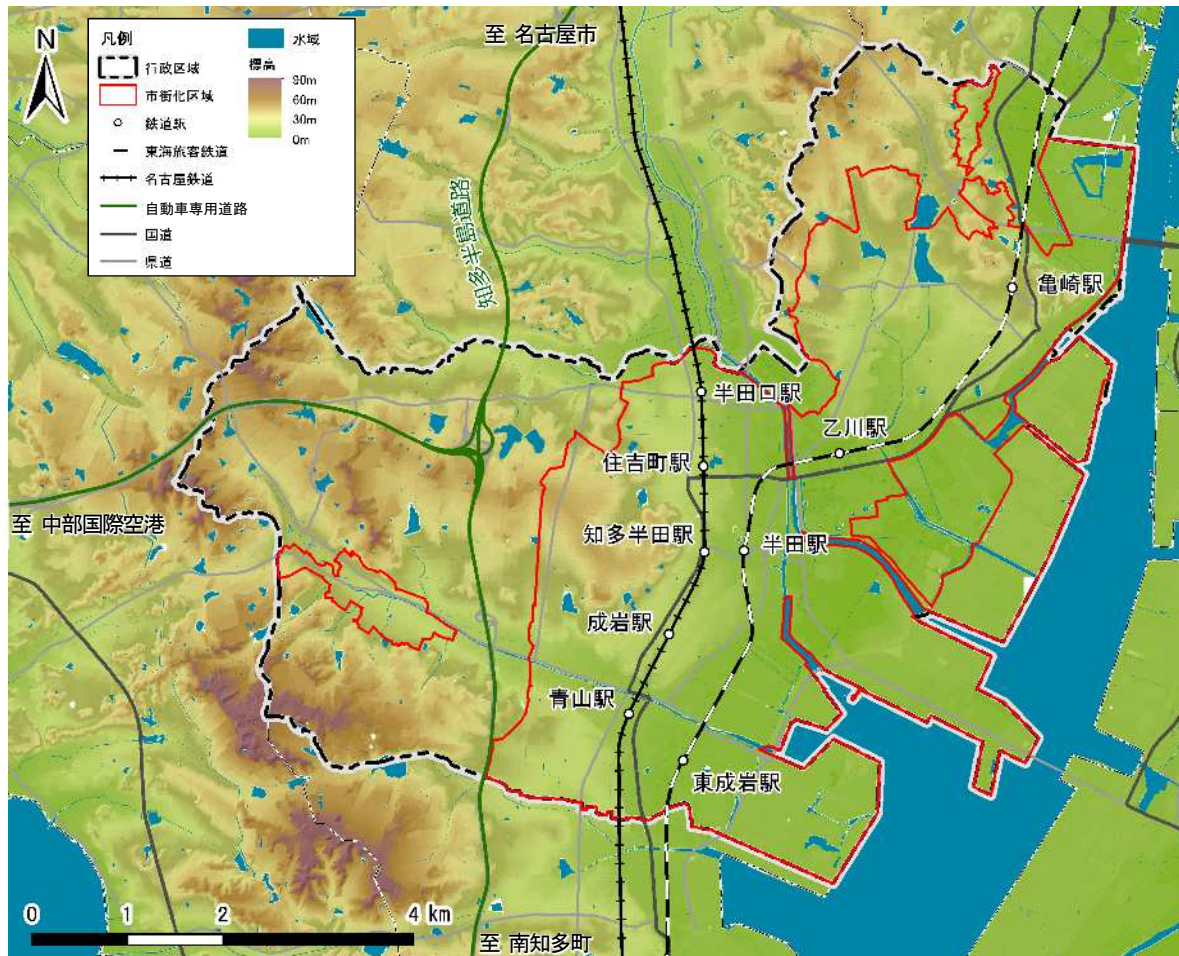 至 名古屋市
N
凡例
行政区域
市街化区域
鉄道駅
東海旅客鉄道
名古屋鉄道
自動車専用道路
国道
県道
水域
標高
90m
60m
30m
0m
知多半島道路
亀崎駅
半田口駅
乙川駅
住吉町駅
至 中部国際空港
知多半田駅
半田駅
成岩駅
青山駅
東成岩駅
0 1 2 4 km
至 南知多町